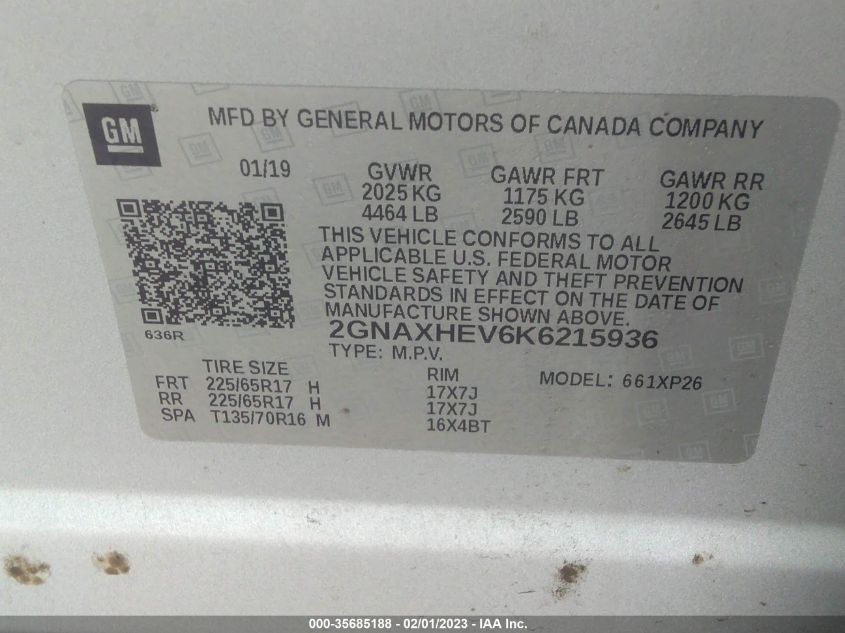 GM
MFD BY GENERAL MOTORS OF CANADA COMPANY
01/19 GVWR GAWR FRT GAWR RR
2025 KG 1175 KG 1200 KG
4464 LB 2590 LB 2645 LB
THIS VEHICLE CONFORMS TO ALL
APPLICABLE U.S. FEDERAL MOTOR
VEHICLE SAFETY AND THEFT PREVENTION
STANDARDS IN EFFECT ON THE DATE OF
MANUFACTURE SHOWN ABOVE.
636R
2GNAXHEV6K6215936
TYPE: M.P.V.
TIRE SIZE RIM MODEL: 661XP26
FRT 225/65R17 H 17X7J
RR 225/65R17 H 17X7J
SPA T135/70R16 M 16X4BT
000-35685188 - 02/01/2023 - IAA Inc.